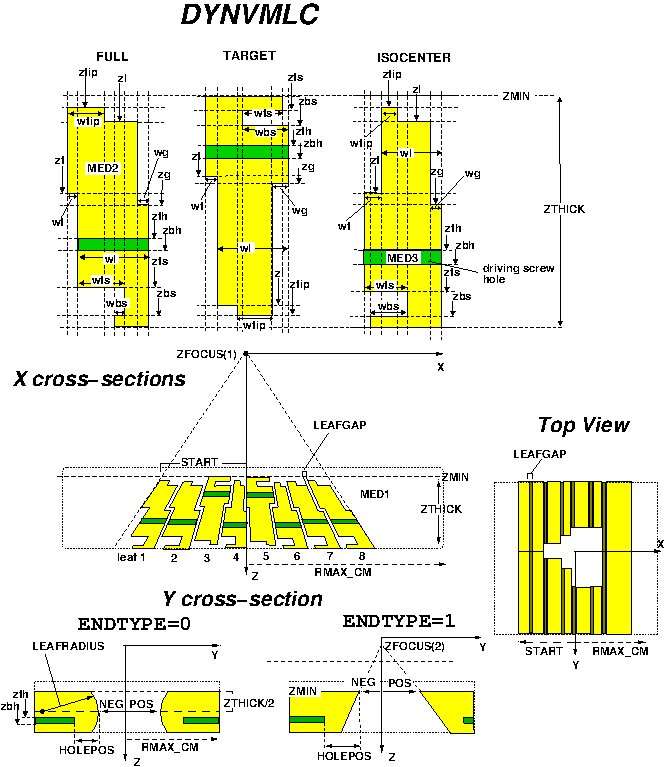 DYNVMLC
FULL
TARGET
ISOCENTER
ztip
zl
wtip
MED2
wg
zt
zg
wt
zth
zbh
wl
zts
wts
wbs
zbs
zts
wts
zbs
wbs
zth
zbh
zt
zg
wt
wg
wl
zl
ztip
wtip
ztip
zl
ZMIN
wtip
wl
zt
zg
wg
wt
ZTHICK
zth
MED3
zbh
zts
driving screw
hole
wts
zbs
wbs
ZFOCUS(1)
X
X cross-sections
LEAFGAP
START
ZMIN
MED1
ZTHICK
leaf 1 2 3 4 5 6 7 8
Z
RMAX_CM
Top View
LEAFGAP
X
START
RMAX_CM
Y
Y cross-section
ENDTYPE=0
LEAFRADIUS
Y
zth
zbh
NEG POS
ZTHICK/2
HOLEPOS
RMAX_CM
Z
ENDTYPE=1
Y
ZFOCUS(2)
ZMIN
NEG POS
HOLEPOS
Z